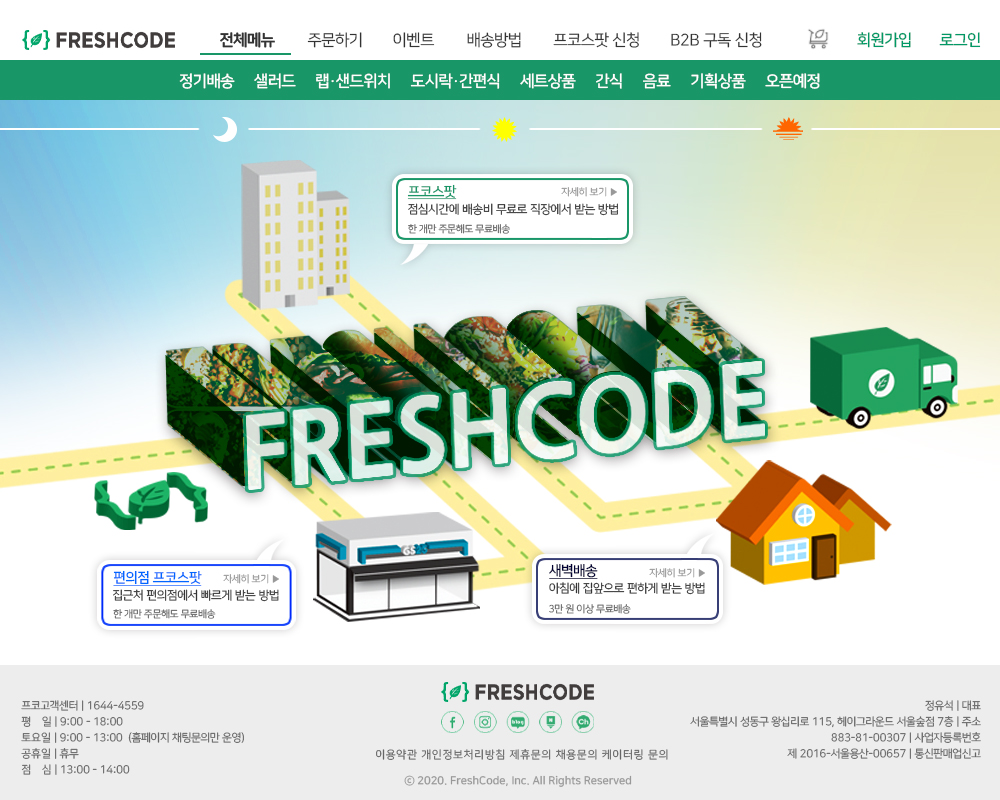 FRESHCODE
전체메뉴 주문하기 이벤트 배송방법 프코스팟 신청 B2B 구독 신청 회원가입 로그인
정기배송 샐러드 랩·샌드위치 도시락·간편식 세트상품 간식 음료 기획상품 오픈예정
프코스팟 자세히 보기 ▶
점심시간에 배송비 무료로 직장에서 받는 방법
한 개만 주문해도 무료배송
FRESHCODE
GS25
편의점 프코스팟 자세히 보기 ▶
집근처 편의점에서 빠르게 받는 방법
한 개만 주문해도 무료배송
새벽배송 자세히 보기 ▶
아침에 집앞으로 편하게 받는 방법
3만 원 이상 무료배송
프코고객센터 | 1644-4559
평 일 | 9:00 - 18:00
토요일 | 9:00 - 13:00 (홈페이지 채팅문의만 운영)
공휴일 | 휴무
점 심 | 13:00 - 14:00
FRESHCODE
f blog Ch
이용약관 개인정보처리방침 제휴문의 채용문의 케이터링 문의
ⓒ 2020. FreshCode, Inc. All Rights Reserved
정유석 | 대표
서울특별시 성동구 왕십리로 115, 헤이그라운드 서울숲점 7층 | 주소
883-81-00307 | 사업자등록번호
제 2016-서울용산-00657 | 통신판매업신고